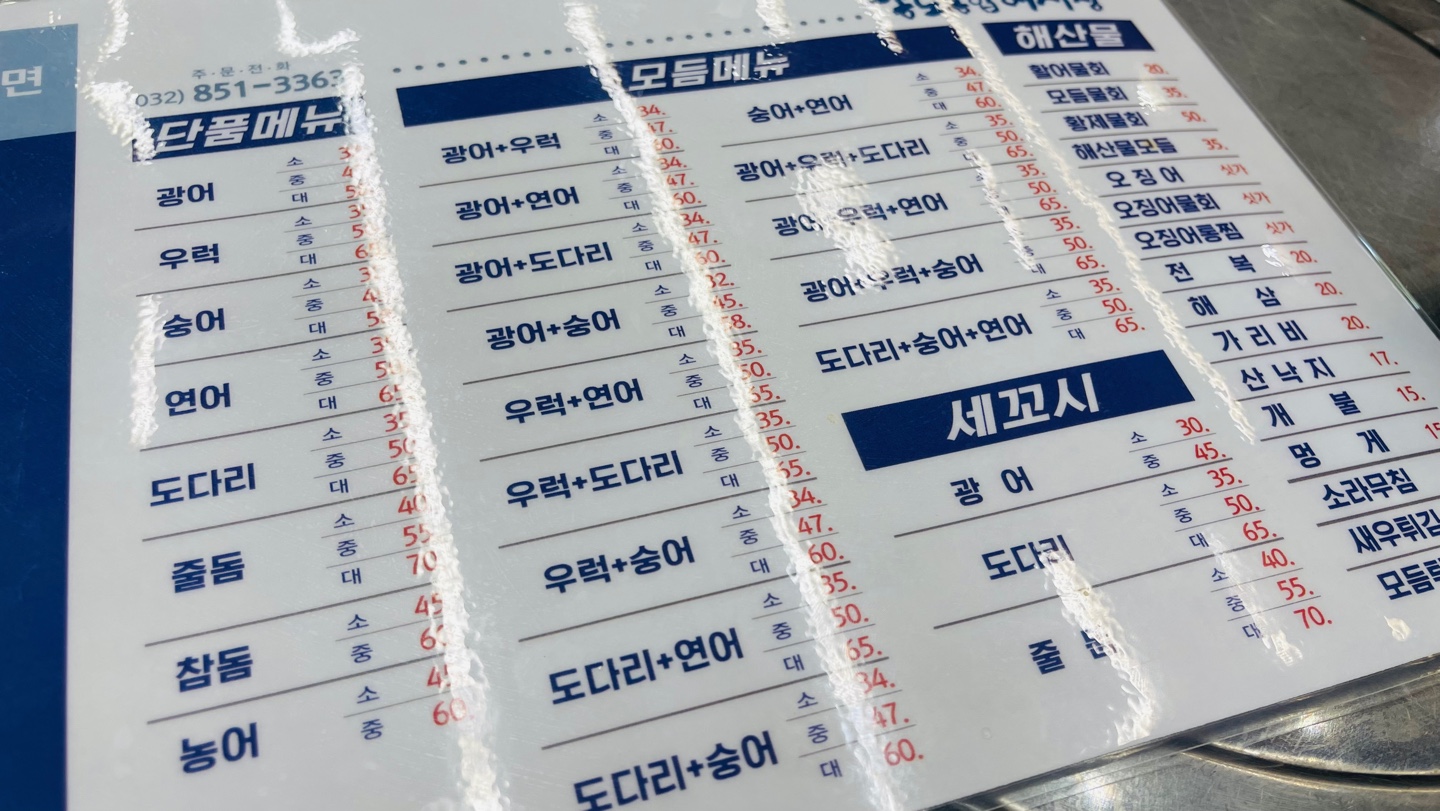 면
주·문·전·화
032) 851-3363
단품메뉴
광어 소 중 대
우럭 소 중 대
숭어 소 중 대
연어 소 중 대
도다리 소 35 중 50 대 65
줄돔 소 40 중 55 대 70
참돔 소 45 중
농어 소 중 60.
모듬메뉴
광어+우럭 소 34. 중 47. 대
광어+연어 소 34. 중 47. 대
광어+도다리 소 34. 중 47. 대
광어+숭어 소 중 45. 대
우럭+연어 소 35. 중 50. 대 65.
우럭+도다리 소 35. 중 50. 대 65.
우럭+숭어 소 34. 중 47. 대 60.
도다리+연어 소 35. 중 50. 대 65.
도다리+숭어 소 34. 중 47. 대 60.
숭어+연어 소 34. 중 47. 대 60.
광어+우럭+도다리 소 35. 중 50. 대 65.
광어+우럭+연어 35. 50. 65.
광어+우럭+숭어 35. 50. 대 65.
도다리+숭어+연어 소 35. 중 50. 대 65.
세꼬시
광어 소 30. 중 45.
도다리 소 35. 중 50. 대 65.
줄돔 소 40. 중 55. 대 70.
해산물
활어물회 20.
모듬물회 35.
황제물회 50.
해산물모듬 35.
오징어 싯가
오징어물회 싯가
오징어통찜 싯가
전복 20.
해삼 20.
가리비 20.
산낙지 17.
개불 15.
멍게 15
소라무침
새우튀김